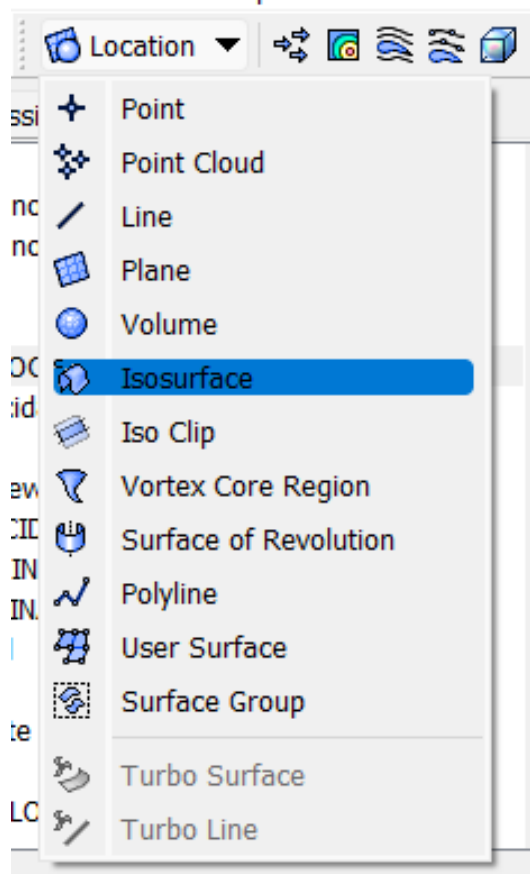 Location
Point
Point Cloud
Line
Plane
Volume
Isosurface
Iso Clip
Vortex Core Region
Surface of Revolution
Polyline
User Surface
Surface Group
Turbo Surface
Turbo Line